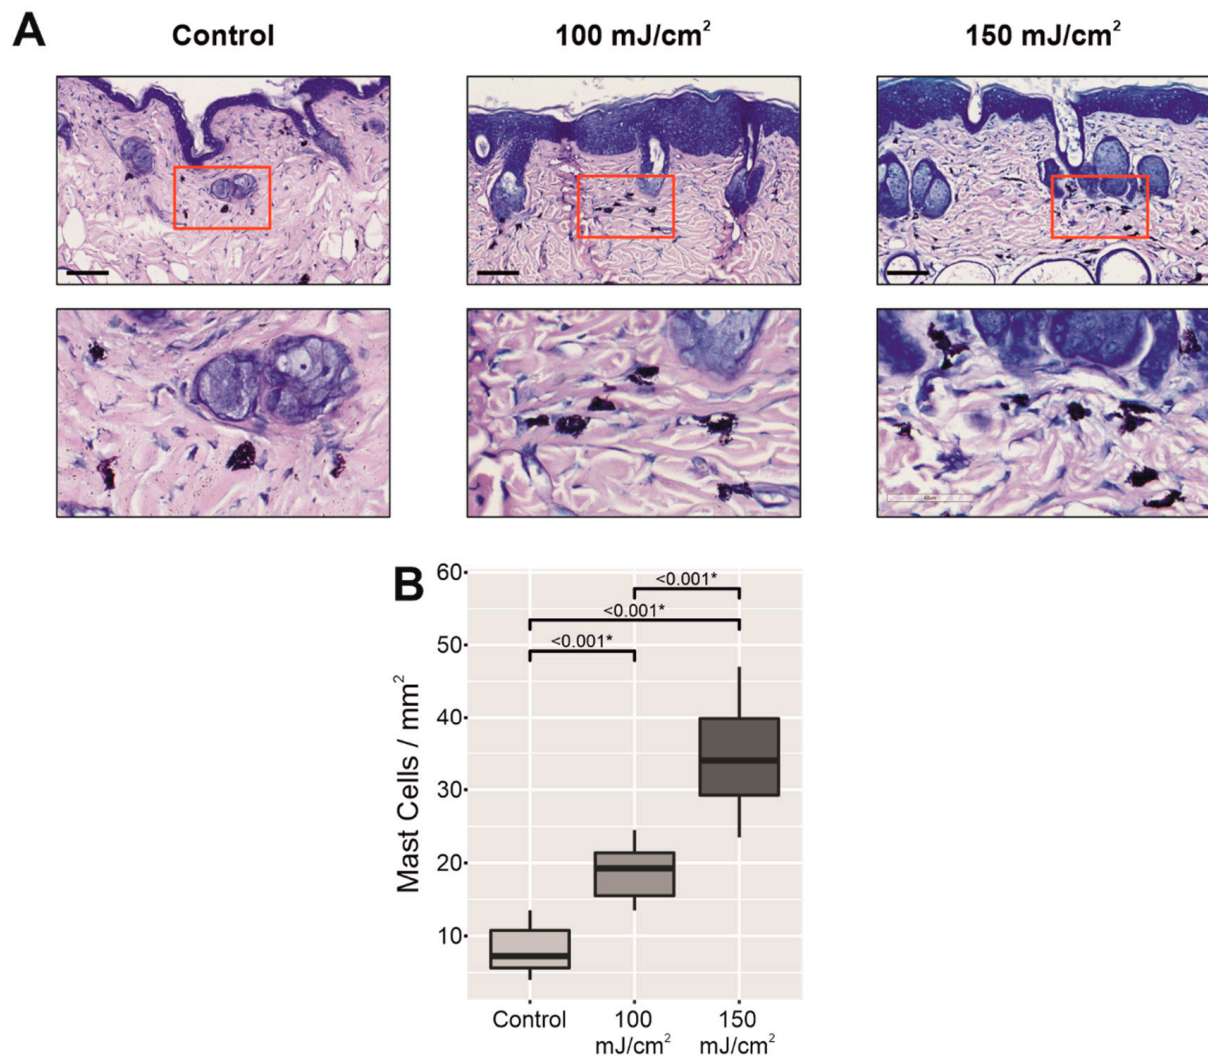 A
Control
100 mJ/cm²
150 mJ/cm²
B
Mast Cells / mm²
60
50
40
30
20
10
<0.001*
<0.001*
<0.001*
Control
100
mJ/cm²
150
mJ/cm²